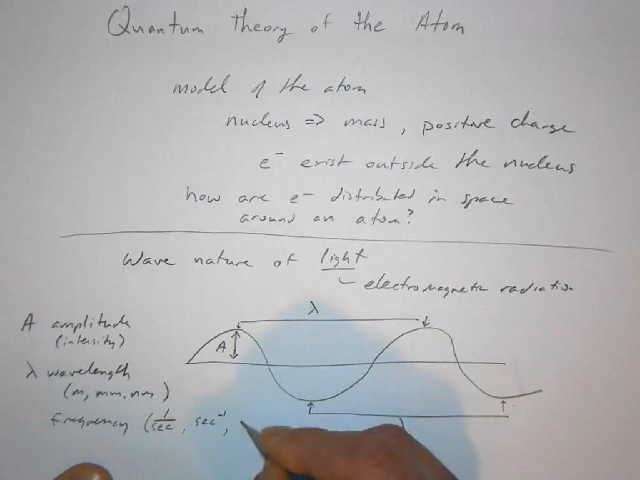 Quantum Theory of the Atom
model of the atom
nucleus => mass, positive charge
e⁻ exist outside the nucleus
how are e⁻ distributed in space
around an atom?
Wave nature of light
electromagnetic radiation
λ
A amplitude
(intensity)
A
λ wavelength
(m, mm, nm)
frequency (1/sec, sec⁻¹,